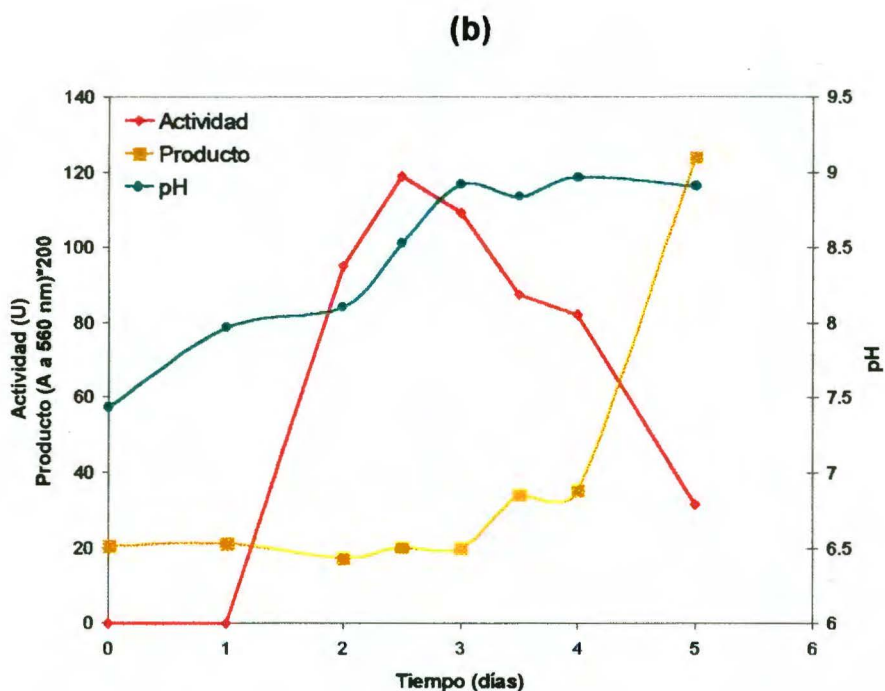 (b)
140
120
100
80
60
40
20
0
Actividad (U)
Producto (A a 560 nm)*200
Actividad
Producto
pH
9.5
9
8.5
8
7.5
7
6.5
6
pH
0 1 2 3 4 5 6
Tiempo (días)